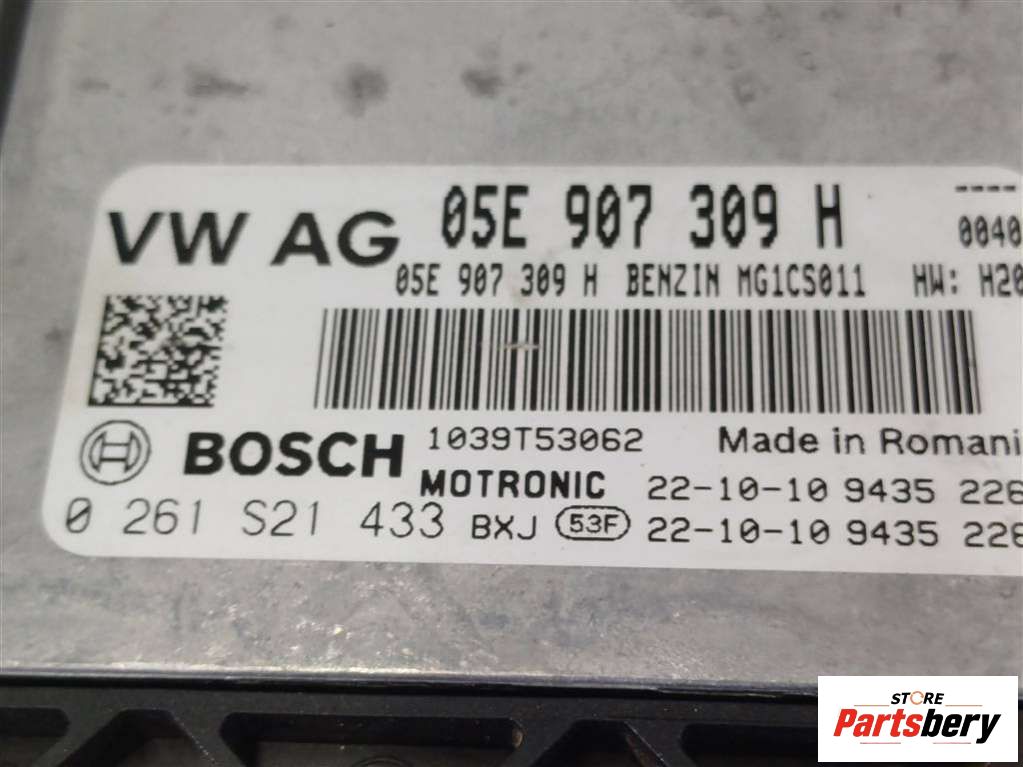 VW AG 05E 907 309 H ----
0040
05E 907 309 H BENZIN MG1CS011 HW: H20
BOSCH 1039T53062 Made in Romani
MOTRONIC 22-10-10 9435 226
0 261 S21 433 BXJ 53F 22-10-10 9435 226
STORE
Partsbery